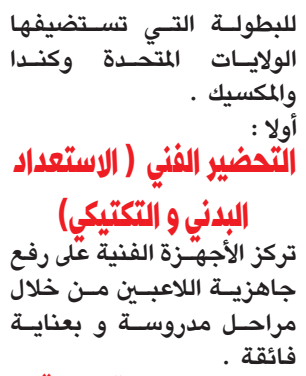 للبطولة التي تستضيفها
الولايات المتحدة وكندا
والمكسيك .
أولا :
التحضير الفني ( الاستعداد
البدني و التكتيكي)
تركز الأجهزة الفنية على رفع
جاهزية اللاعبين من خلال
مراحل مدروسة و بعناية
فائقة .